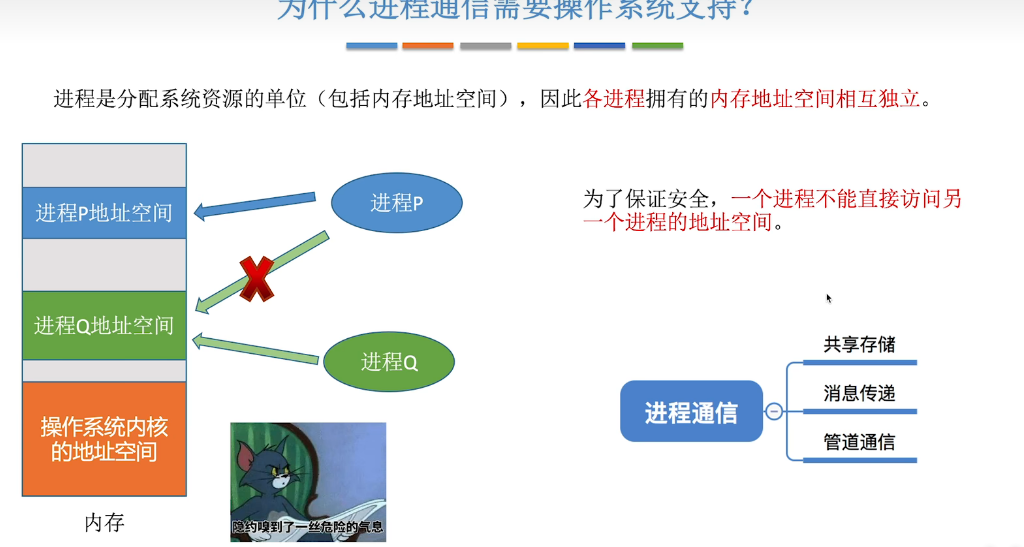 为什么进程通信需要操作系统支持？
进程是分配系统资源的单位（包括内存地址空间），因此各进程拥有的内存地址空间相互独立。
进程P地址空间
进程P
为了保证安全，一个进程不能直接访问另
一个进程的地址空间。
进程Q地址空间
进程Q
操作系统内核
的地址空间
内存
隐约嗅到了一丝危险的气息
进程通信
共享存储
消息传递
管道通信